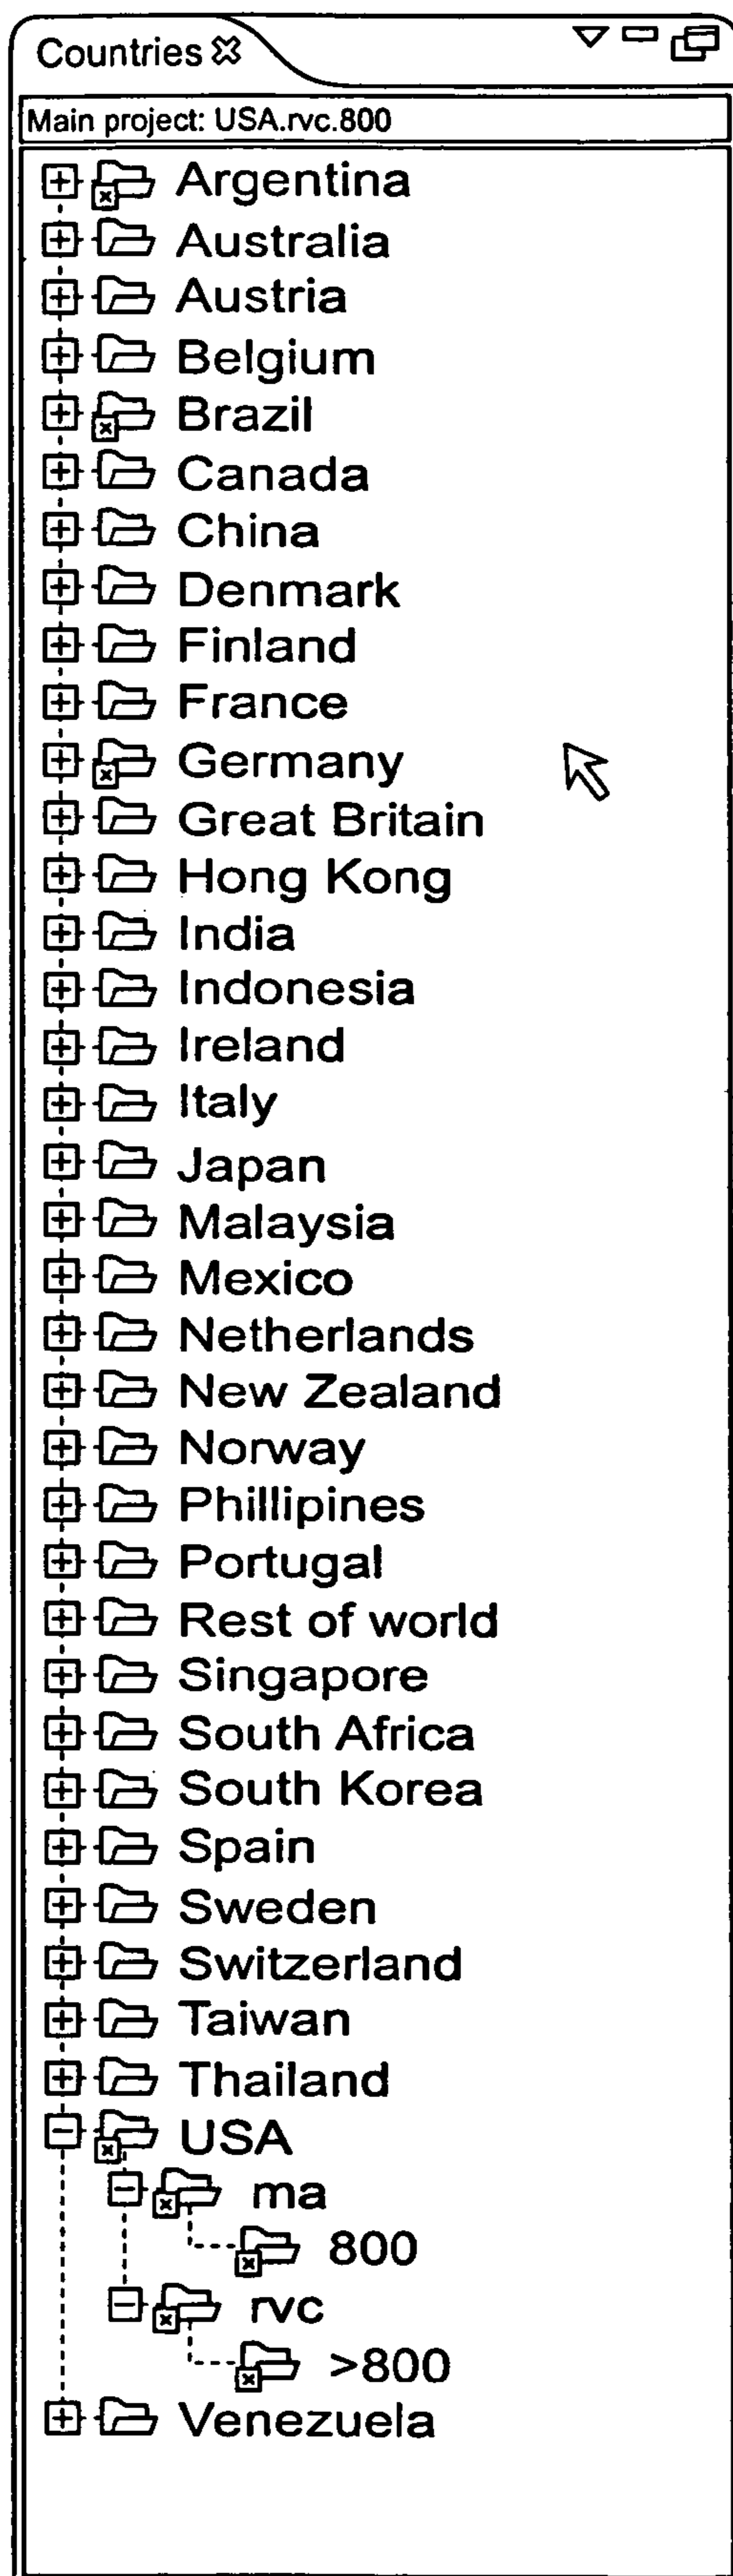 Countries
Main project: USA.rvc.800
Argentina
Australia
Austria
Belgium
Brazil
Canada
China
Denmark
Finland
France
Germany
Great Britain
Hong Kong
India
Indonesia
Ireland
Italy
Japan
Malaysia
Mexico
Netherlands
New Zealand
Norway
Phillipines
Portugal
Rest of world
Singapore
South Africa
South Korea
Spain
Sweden
Switzerland
Taiwan
Thailand
USA
ma
800
rvc
>800
Venezuela